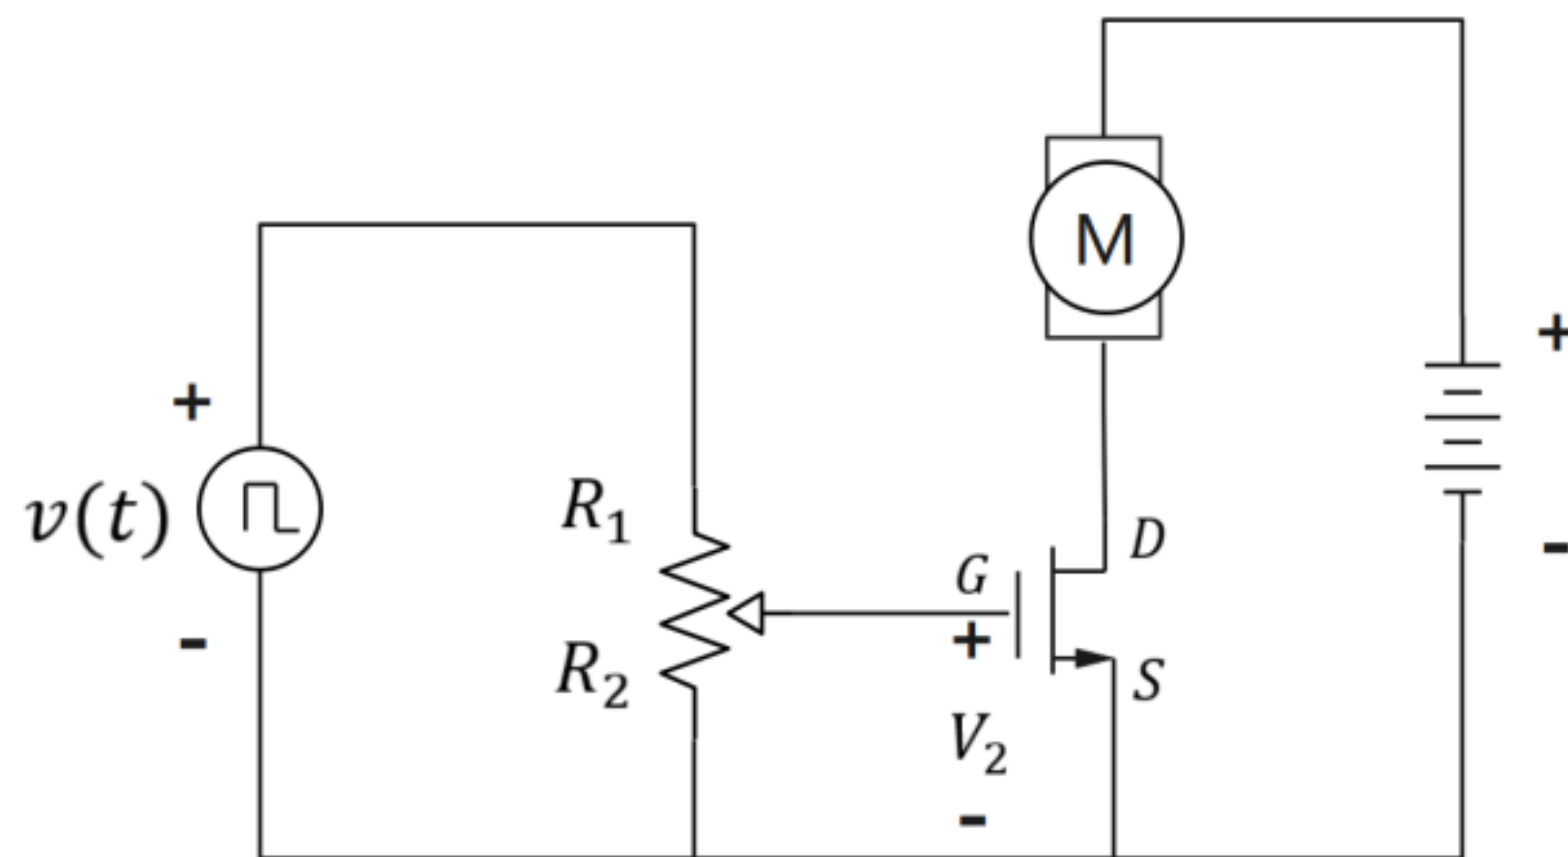 M
+
+
v(t)
R₁
D
G
-
+
R₂
-
S
V₂
-